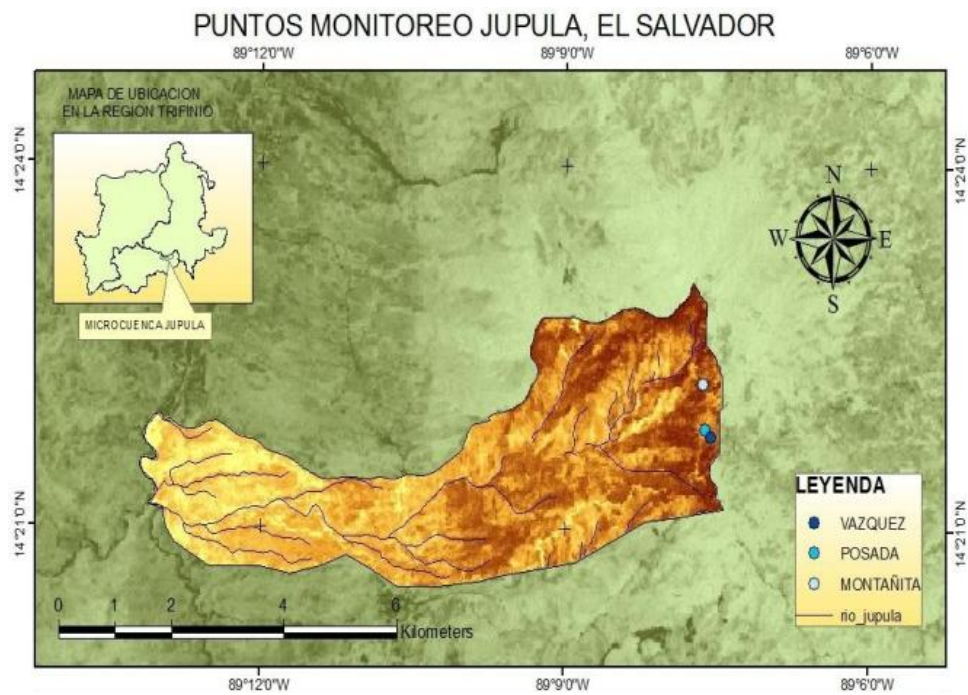 PUNTOS MONITOREO JUPULA, EL SALVADOR
89°12'0"W 89°9'0"W 89°6'0"W
MAPA DE UBICACION
EN LA REGION TRIFINIO
MICROCUENCA JUPULA
14°24'0"N
14°24'0"N
N
W E
S
14°21'0"N
14°21'0"N
LEYENDA
VAZQUEZ
POSADA
MONTAÑITA
rio_jupula
0 1 2 4 6
Kilometers
89°12'0"W 89°9'0"W 89°6'0"W